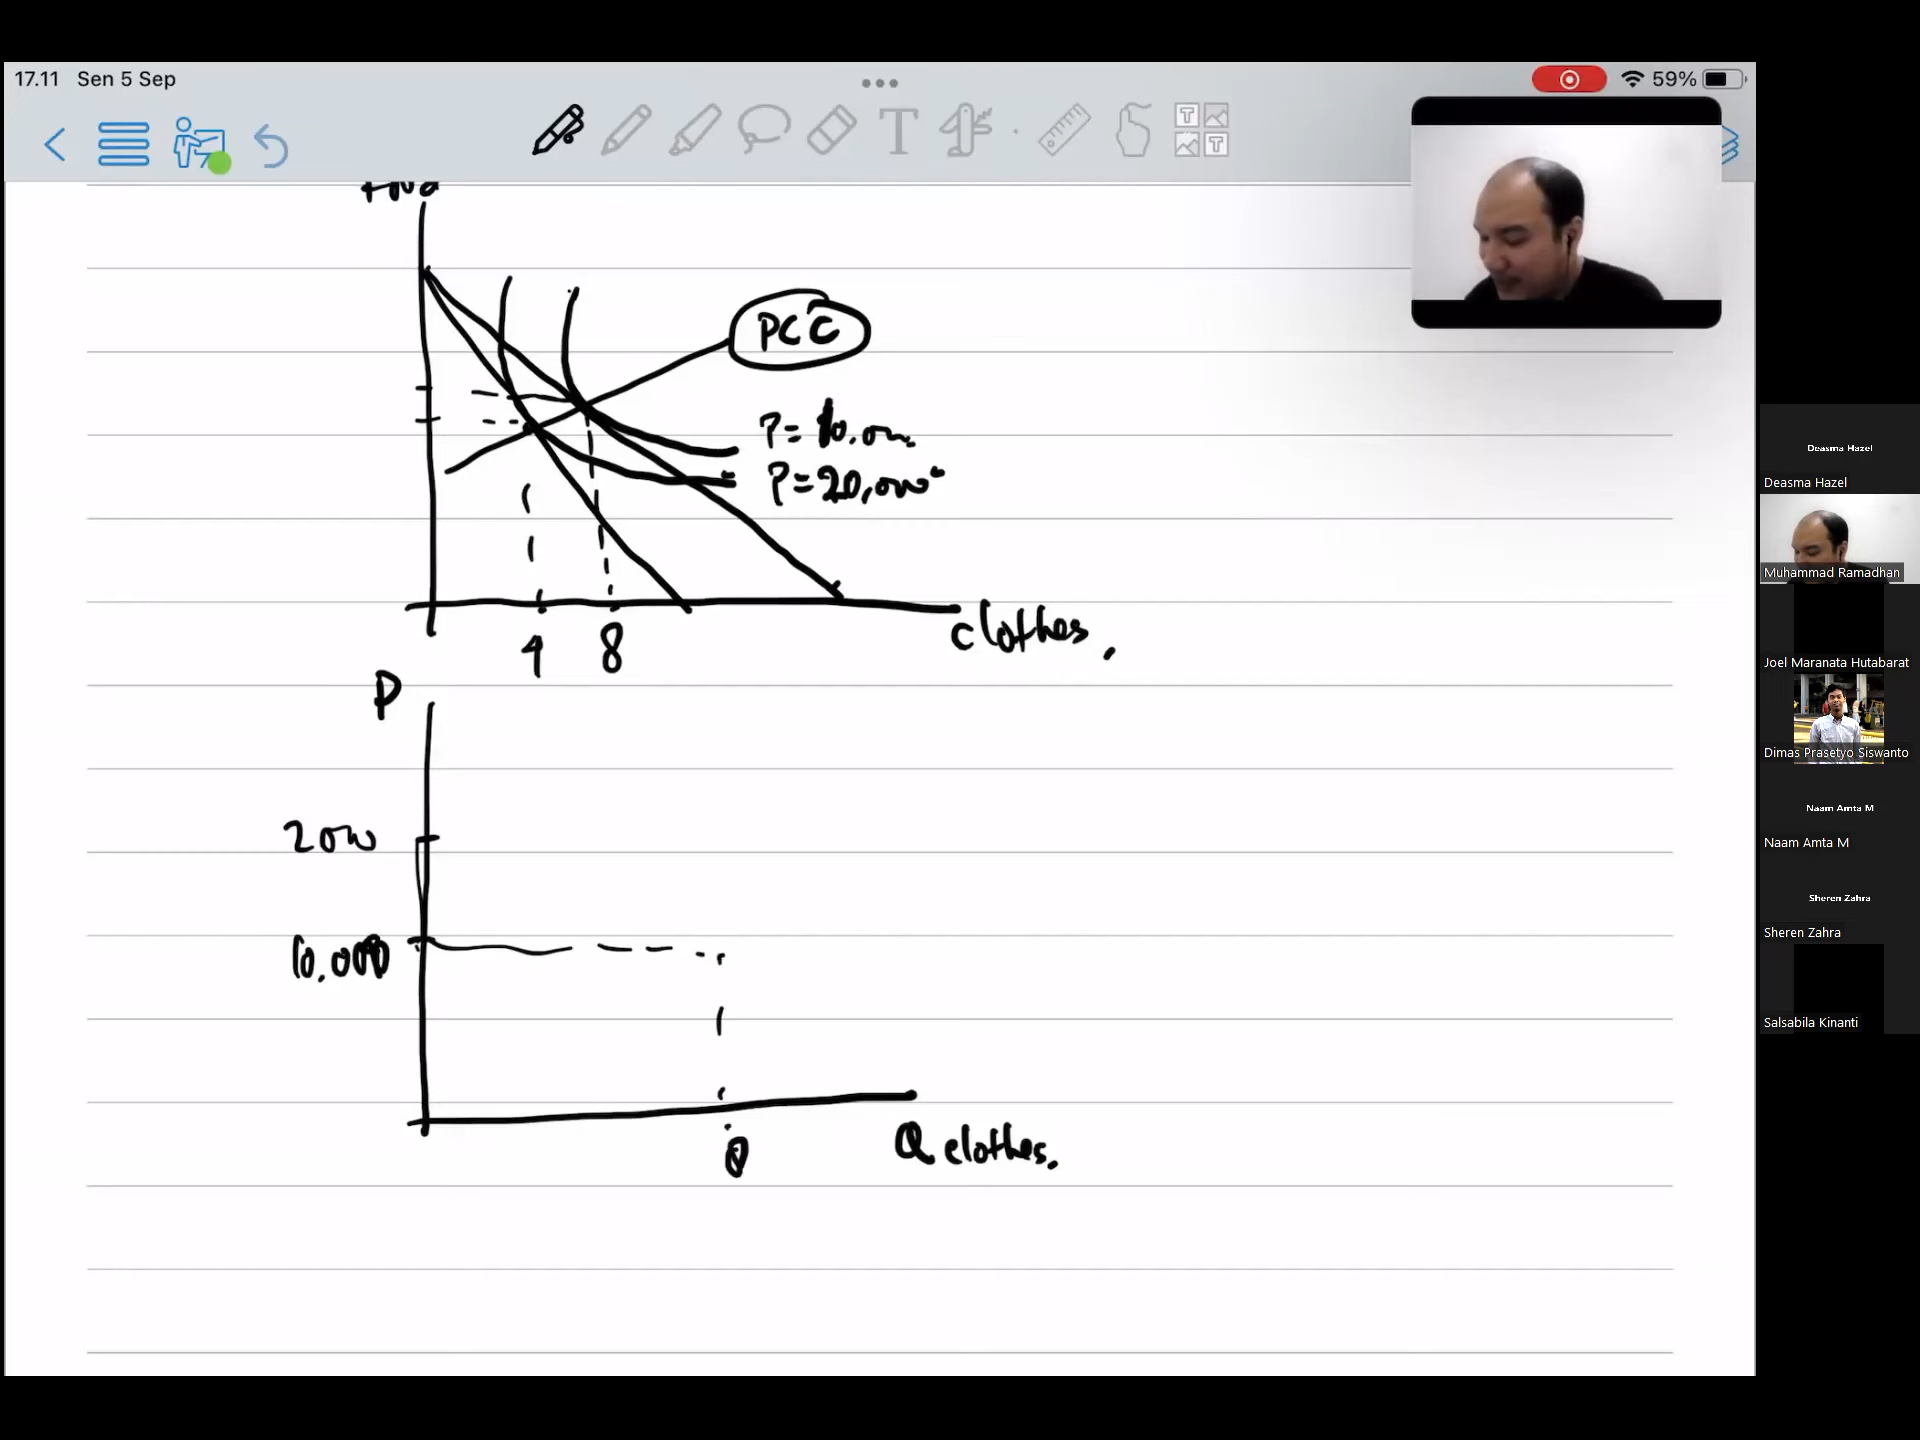 17.11 Sen 5 Sep
59%
Food
PCC
P= 10.000
P=20,000
4
8
clothes,
P
2000
10.000
8
Q clothes.
Deasma Hazel
Deasma Hazel
Muhammad Ramadhan
Joel Maranata Hutabarat
Dimas Prasetyo Siswanto
Naam Amta M
Naam Amta M
Sheren Zahra
Sheren Zahra
Salsabila Kinanti